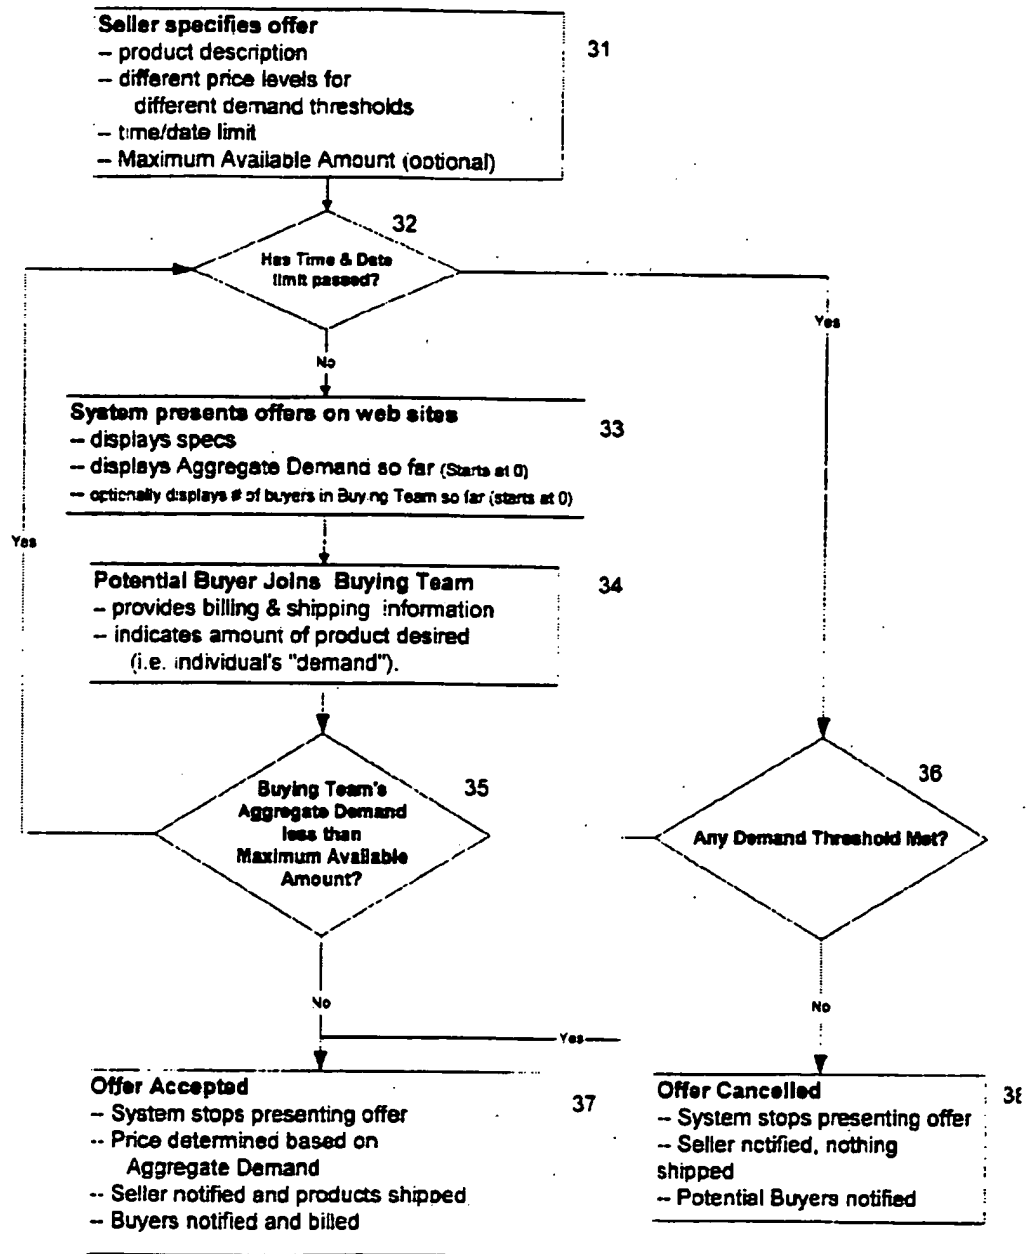 Seller specifies offer
-- product description
-- different price levels for
different demand thresholds
-- time/date limit
-- Maximum Available Amount (optional)
31
32
Has Time & Date
limit passed?
Yes
No
System presents offers on web sites
-- displays specs
-- displays Aggregate Demand so far (Starts at 0)
-- optionally displays # of buyers in Buying Team so far (starts at 0)
33
Yes
Potential Buyer Joins Buying Team
-- provides billing & shipping information
-- indicates amount of product desired
(i.e. individual's "demand").
34
Buying Team's
Aggregate Demand
less than
Maximum Available
Amount?
35
36
Any Demand Threshold Met?
No
No
Yes
Offer Accepted
-- System stops presenting offer
-- Price determined based on
Aggregate Demand
-- Seller notified and products shipped
-- Buyers notified and billed
37
Offer Cancelled
-- System stops presenting offer
-- Seller notified, nothing
shipped
-- Potential Buyers notified